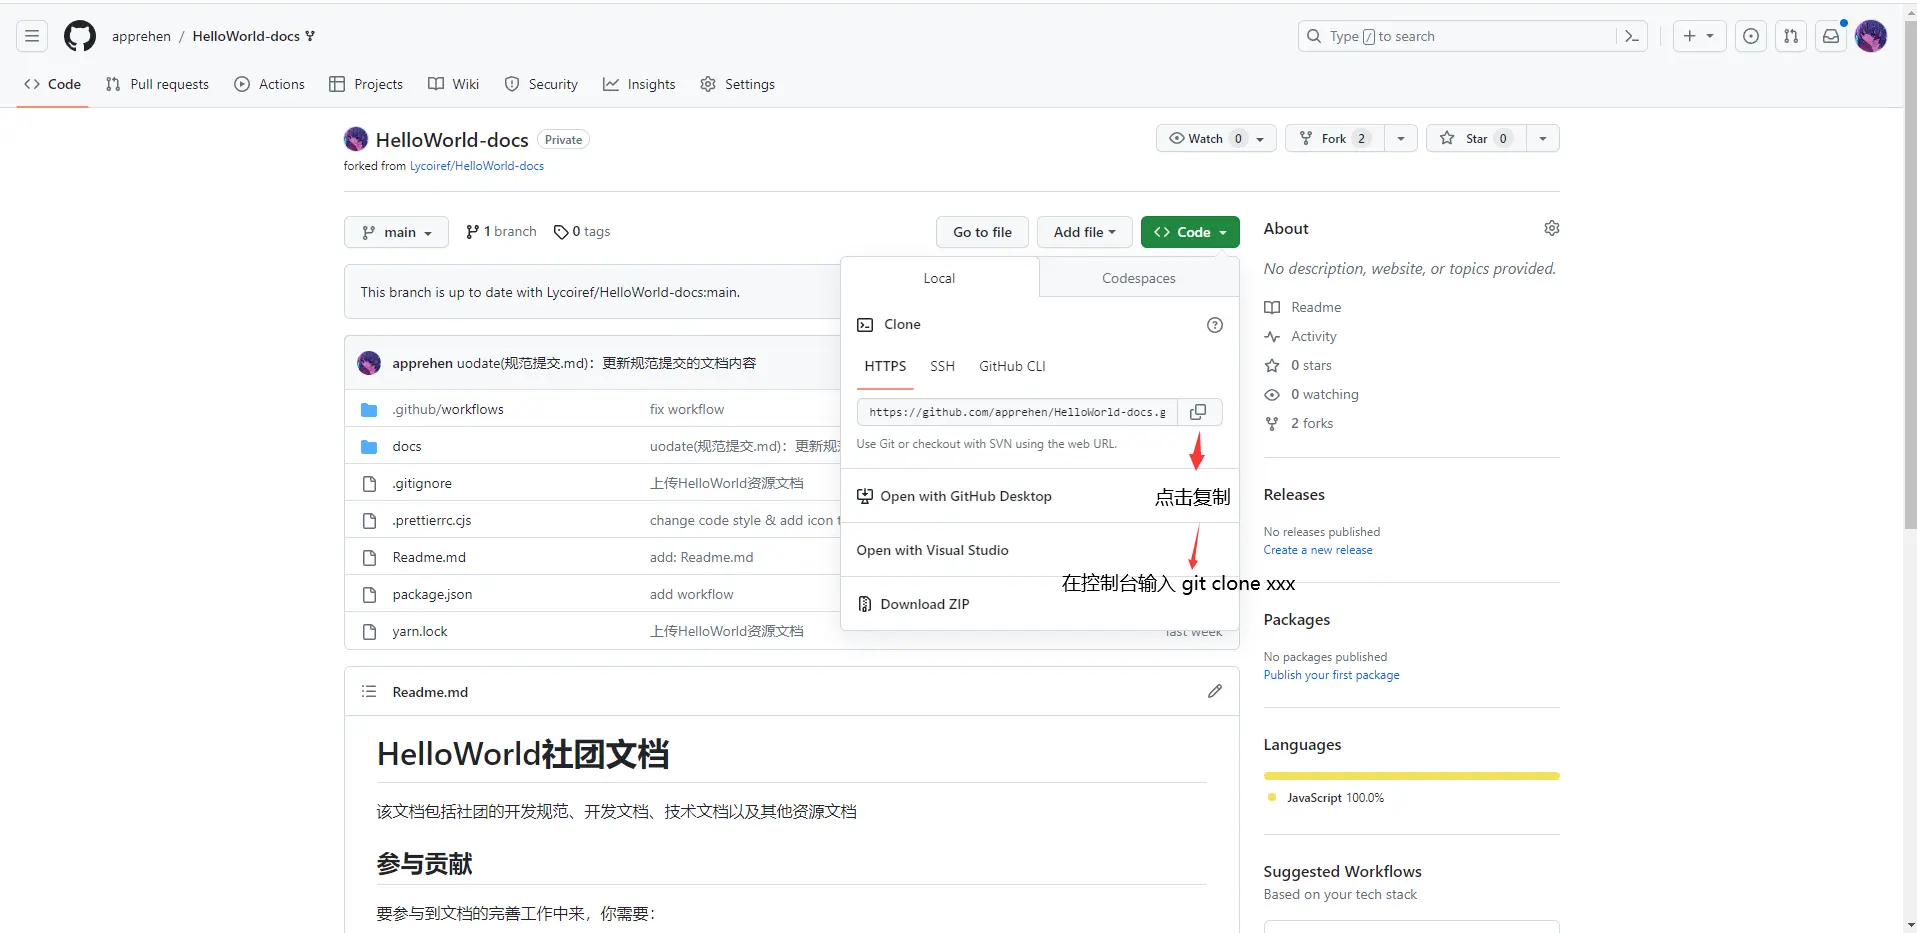 apprehen / HelloWorld-docs
Type / to search
Code
Pull requests
Actions
Projects
Wiki
Security
Insights
Settings
HelloWorld-docs Private
Watch 0
Fork 2
Star 0
forked from Lycoiref/HelloWorld-docs
main
1 branch
0 tags
Go to file
Add file
Code
About
No description, website, or topics provided.
Readme
Activity
0 stars
0 watching
2 forks
This branch is up to date with Lycoiref/HelloWorld-docs:main.
Local
Codespaces
Clone
HTTPS
SSH
GitHub CLI
https://github.com/apprehen/HelloWorld-docs.g
Use Git or checkout with SVN using the web URL.
Open with GitHub Desktop
点击复制
Open with Visual Studio
在控制台输入 git clone xxx
Download ZIP
apprehen uodate(规范提交.md)：更新规范提交的文档内容
.github/workflows fix workflow
docs uodate(规范提交.md)：更新规
.gitignore 上传HelloWorld资源文档
.prettierrc.cjs change code style & add icon t
Readme.md add: Readme.md
package.json add workflow
yarn.lock 上传HelloWorld资源文档 last week
Releases
No releases published
Create a new release
Packages
No packages published
Publish your first package
Languages
JavaScript 100.0%
Suggested Workflows
Based on your tech stack
Readme.md
HelloWorld社团文档
该文档包括社团的开发规范、开发文档、技术文档以及其他资源文档
参与贡献
要参与到文档的完善工作中来，你需要：